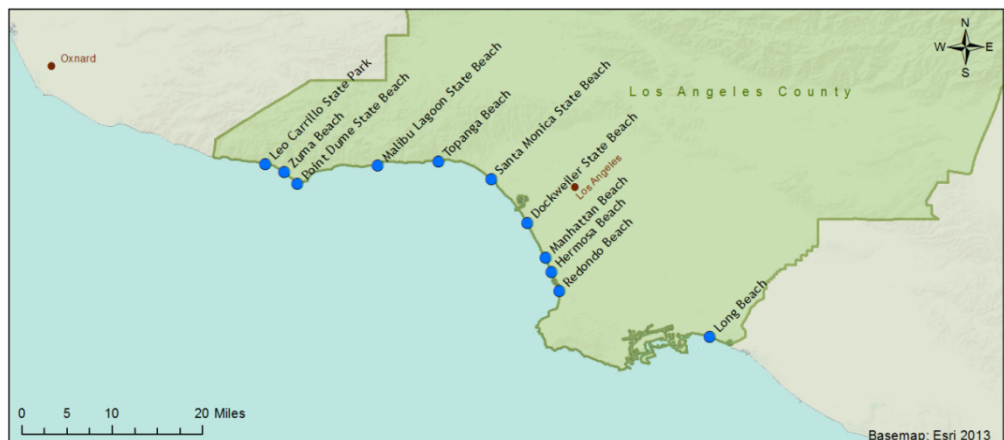 N
W E
S
Oxnard
Los Angeles County
Leo Carrillo State Park
Zuma Beach
Point Dume State Beach
Malibu Lagoon State Beach
Topanga Beach
Santa Monica State Beach
Dockweiler State Beach
Los Angeles
Manhattan Beach
Hermosa Beach
Redondo Beach
Long Beach
0 5 10 20 Miles
Basemap: Esri 2013